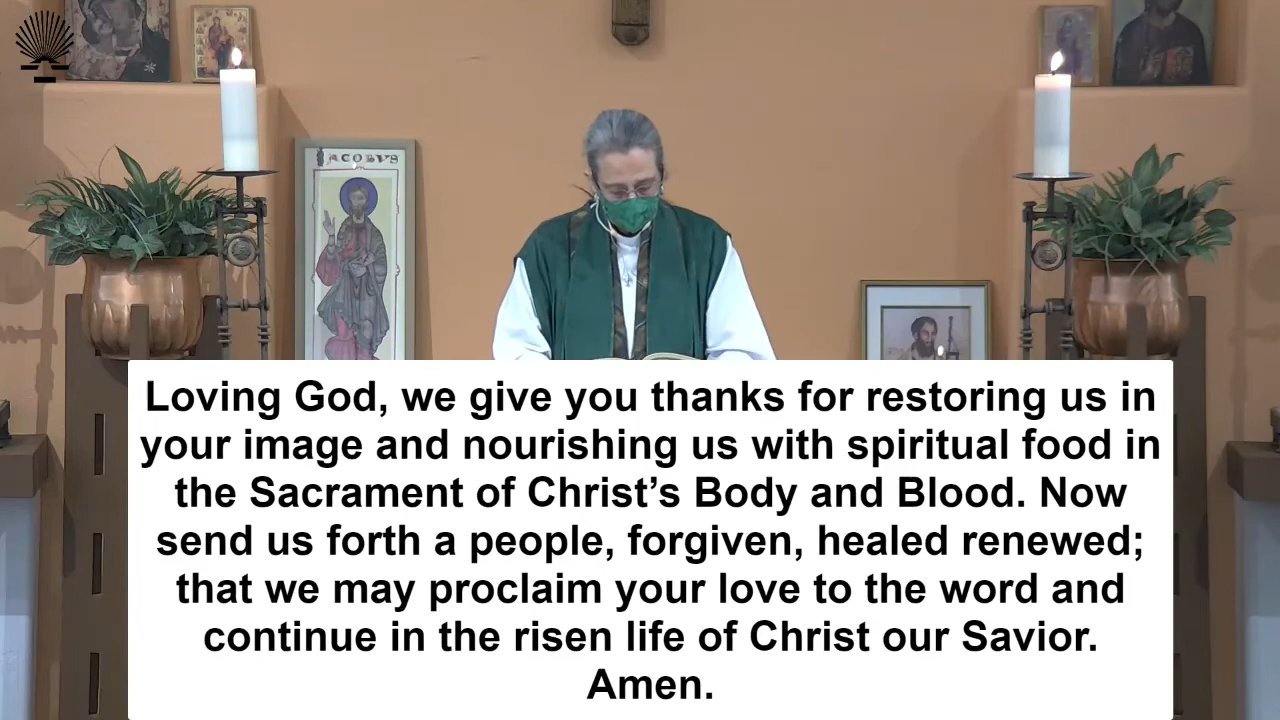 IACOBVS
Loving God, we give you thanks for restoring us in
your image and nourishing us with spiritual food in
the Sacrament of Christ’s Body and Blood. Now
send us forth a people, forgiven, healed renewed;
that we may proclaim your love to the word and
continue in the risen life of Christ our Savior.
Amen.